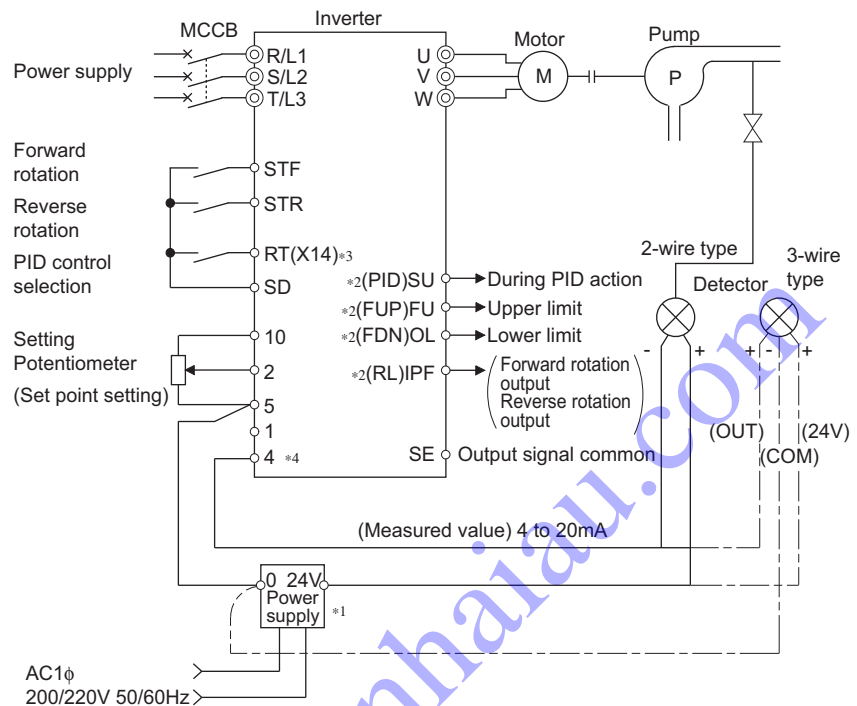 Inverter
MCCB
Motor
Pump
Power supply
R/L1
S/L2
T/L3
U
V
W
M
P
Forward
rotation
Reverse
rotation
PID control
selection
STF
STR
RT(X14)*3
SD
Setting
Potentiometer
(Set point setting)
10
2
5
1
4 *4
*2(PID)SU
During PID action
*2(FUP)FU
Upper limit
*2(FDN)OL
Lower limit
*2(RL)IPF
Forward rotation
output
Reverse rotation
output
SE
Output signal common
2-wire type
3-wire
type
Detector
- + + - +
(OUT)
(24V)
(COM)
(Measured value) 4 to 20mA
0 24V
Power
supply
*1
AC1ϕ
200/220V 50/60Hz
nhaiau.com